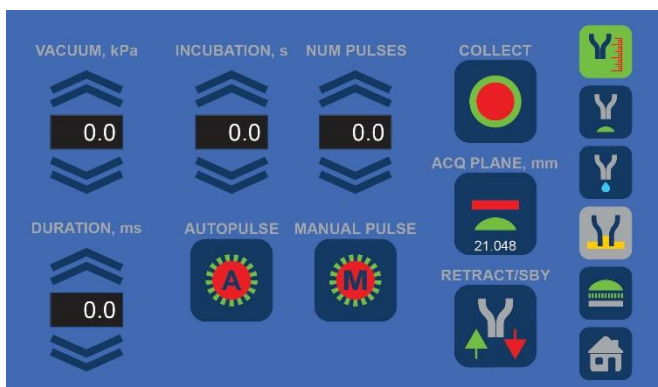 VACUUM, kPa
INCUBATION, s
NUM PULSES
COLLECT
0.0
0.0
0.0
ACQ PLANE, mm
21.048
DURATION, ms
AUTOPULSE
MANUAL PULSE
0.0
A
M
RETRACT/SBY